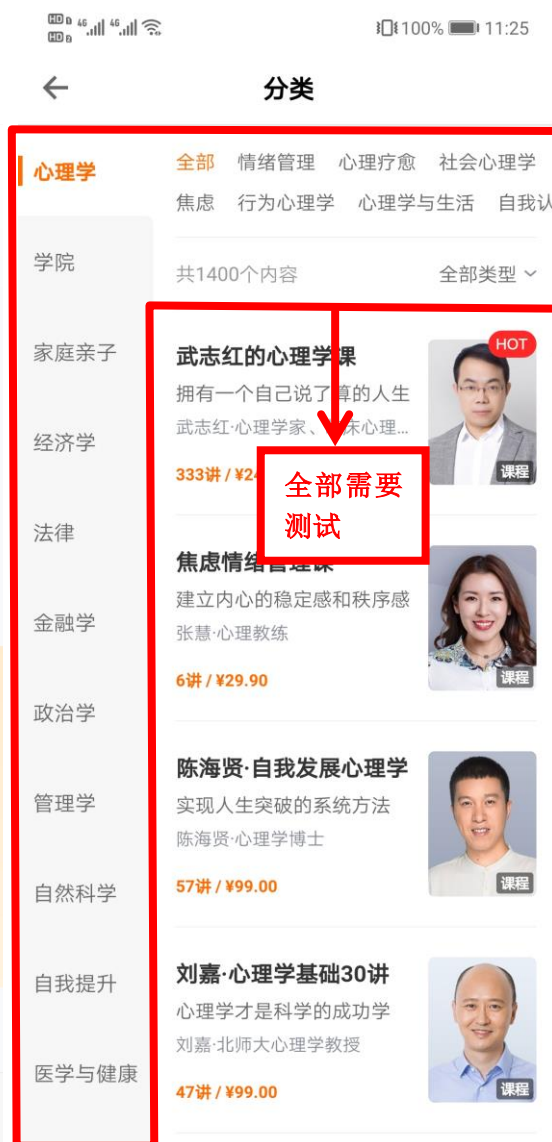 HD 1 46 46
HD 2
100% 11:25
分类
心理学
学院
家庭亲子
经济学
法律
金融学
政治学
管理学
自然科学
自我提升
医学与健康
全部 情绪管理 心理疗愈 社会心理学
焦虑 行为心理学 心理学与生活 自我认
共1400个内容 全部类型
武志红的心理学课
HOT
拥有一个自己说了算的人生
武志红·心理学家、床心理...
333讲 / ¥24
课程
全部需要
测试
焦虑情绪管理课
建立内心的稳定感和秩序感
张慧·心理教练
6讲 / ¥29.90
课程
陈海贤·自我发展心理学
实现人生突破的系统方法
陈海贤·心理学博士
57讲 / ¥99.00
课程
刘嘉·心理学基础30讲
心理学才是科学的成功学
刘嘉·北师大心理学教授
47讲 / ¥99.00
课程